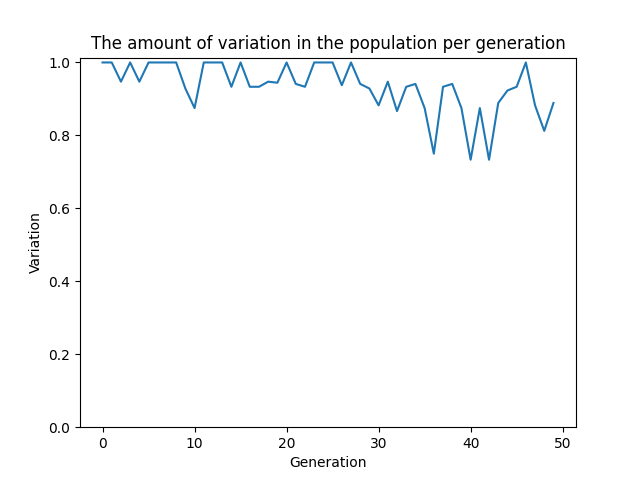 The amount of variation in the population per generation
1.0
0.8
0.6
0.4
0.2
0.0
Variation
0 10 20 30 40 50
Generation